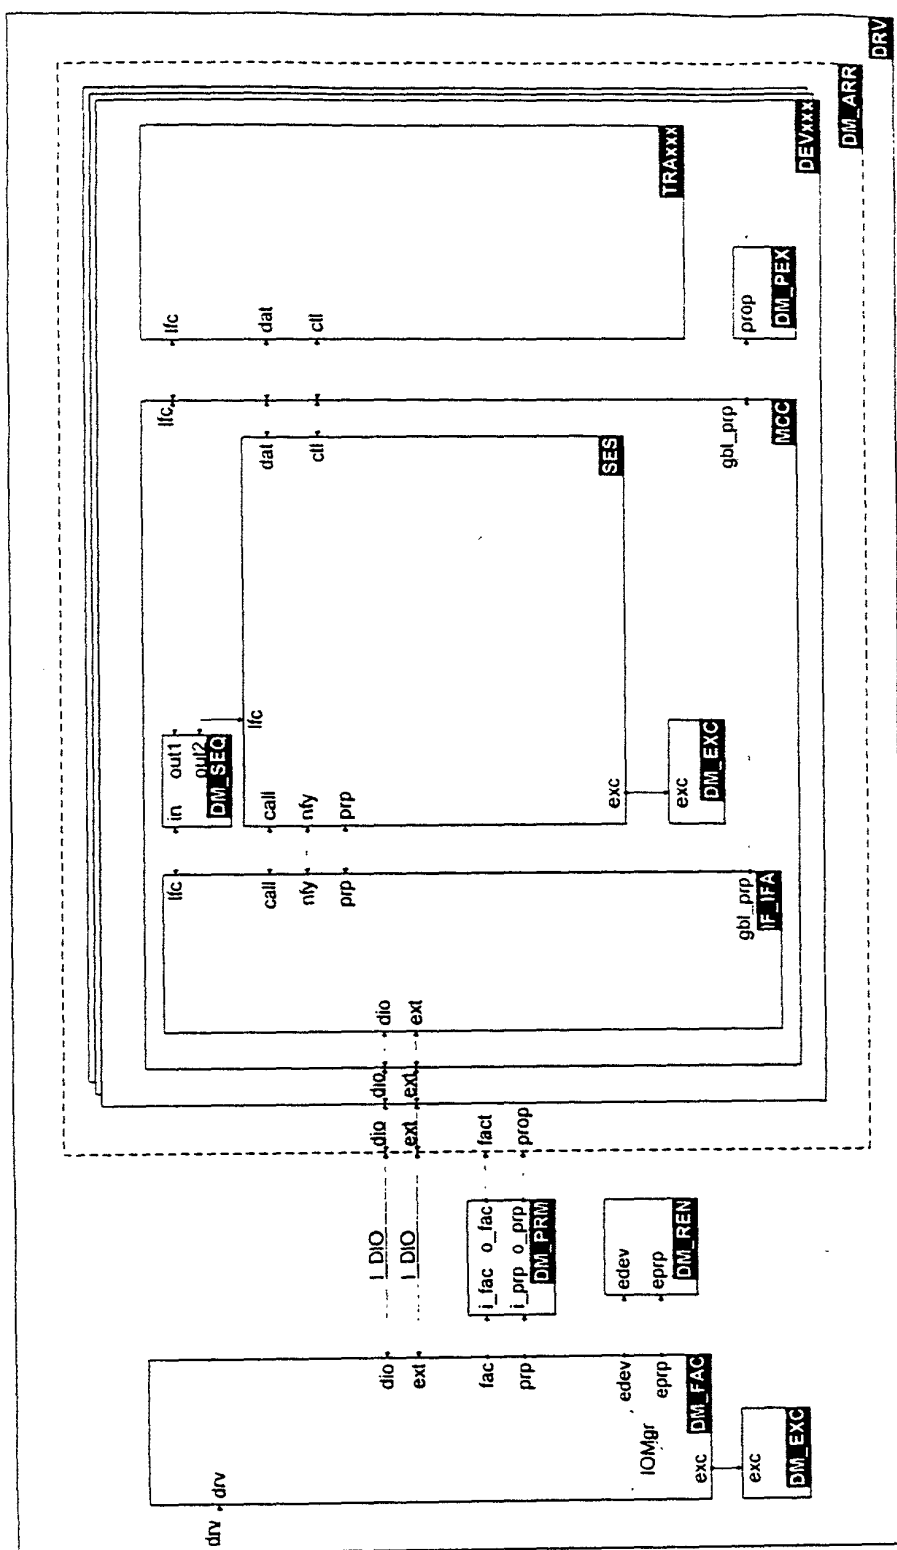 DRV
DM_ARR
DEVxxx
TRAxxx
lfc
dat
ctl
prop
DM_PEX
lfc
gbl_prp
MCC
dat
ctl
SES
lfc
out1
out2
in
DM_SEQ
call
nfy
prp
exc
exc
DM_EXC
lfc
call
nfy
prp
gbl_prp
IF_IFA
dio
ext
dio
ext
dio
ext
fact
prop
I_DIO
I_DIO
i_fac o_fac
i_prp o_prp
DM_PRM
edev
eprp
DM_REN
dio
ext
fac
prp
edev
eprp
IOMgr
DM_FAC
exc
exc
DM_EXC
drv
drv